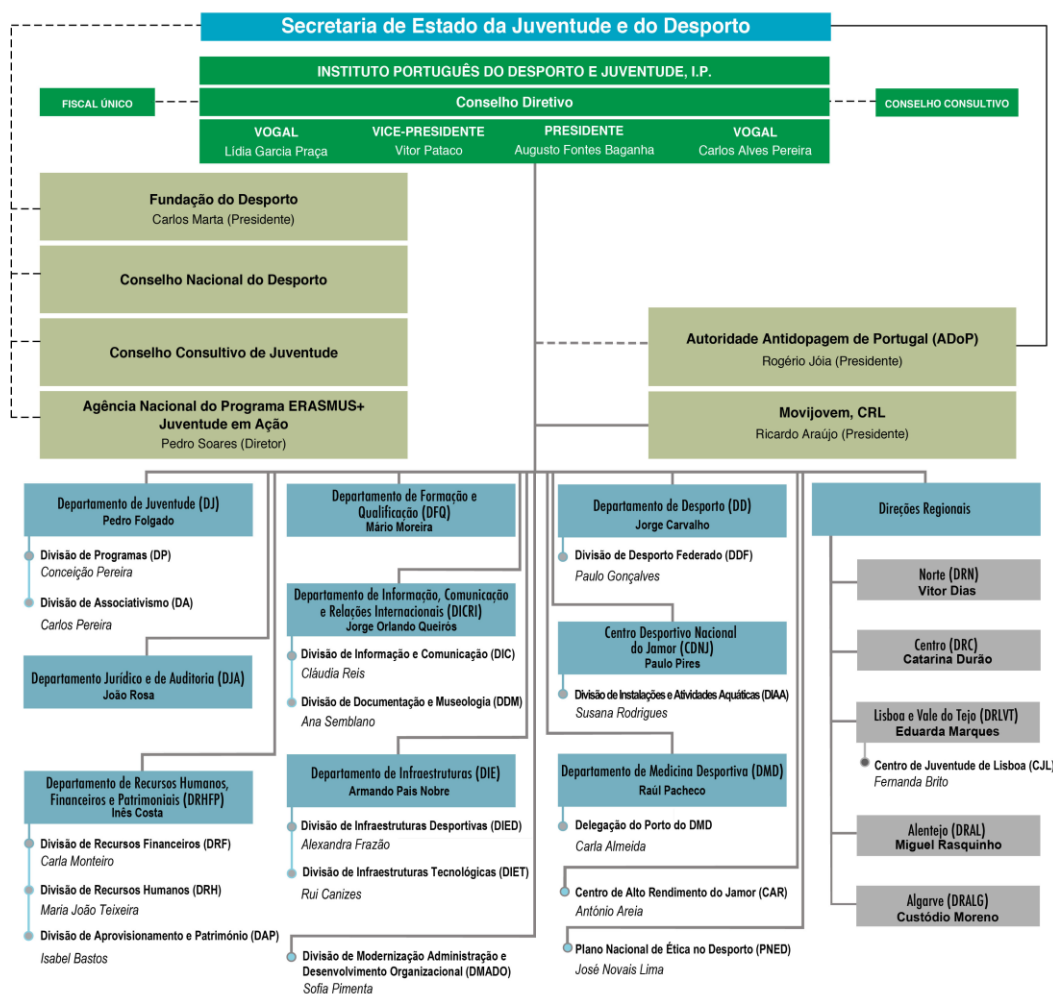 Secretaria de Estado da Juventude e do Desporto
INSTITUTO PORTUGUÊS DO DESPORTO E JUVENTUDE, I.P.
FISCAL ÚNICO
Conselho Diretivo
CONSELHO CONSULTIVO
VOGAL
Lídia Garcia Praça
VICE-PRESIDENTE
Vitor Pataco
PRESIDENTE
Augusto Fontes Baganha
VOGAL
Carlos Alves Pereira
Fundação do Desporto
Carlos Marta (Presidente)
Conselho Nacional do Desporto
Conselho Consultivo de Juventude
Agência Nacional do Programa ERASMUS+
Juventude em Ação
Pedro Soares (Diretor)
Autoridade Antidopagem de Portugal (ADoP)
Rogério Jóia (Presidente)
Movijovem, CRL
Ricardo Araújo (Presidente)
Departamento de Juventude (DJ)
Pedro Folgado
Divisão de Programas (DP)
Conceição Pereira
Divisão de Associativismo (DA)
Carlos Pereira
Departamento Jurídico e de Auditoria (DJA)
João Rosa
Departamento de Recursos Humanos,
Financeiros e Patrimoniais (DRHFP)
Inês Costa
Divisão de Recursos Financeiros (DRF)
Carla Monteiro
Divisão de Recursos Humanos (DRH)
Maria João Teixeira
Divisão de Aprovisionamento e Património (DAP)
Isabel Bastos
Departamento de Formação e
Qualificação (DFQ)
Mário Moreira
Departamento de Informação, Comunicação
e Relações Internacionais (DICRI)
Jorge Orlando Queirós
Divisão de Informação e Comunicação (DIC)
Cláudia Reis
Divisão de Documentação e Museologia (DDM)
Ana Semblano
Departamento de Infraestruturas (DIE)
Armando Pais Nobre
Divisão de Infraestruturas Desportivas (DIED)
Alexandra Frazão
Divisão de Infraestruturas Tecnológicas (DIET)
Rui Canizes
Divisão de Modernização Administração e
Desenvolvimento Organizacional (DMADO)
Sofia Pimenta
Departamento de Desporto (DD)
Jorge Carvalho
Divisão de Desporto Federado (DDF)
Paulo Gonçalves
Centro Desportivo Nacional
do Jamor (CDNJ)
Paulo Pires
Divisão de Instalações e Atividades Aquáticas (DIAA)
Susana Rodrigues
Departamento de Medicina Desportiva (DMD)
Raúl Pacheco
Delegação do Porto do DMD
Carla Almeida
Centro de Alto Rendimento do Jamor (CAR)
António Areia
Plano Nacional de Ética no Desporto (PNED)
José Novais Lima
Direções Regionais
Norte (DRN)
Vitor Dias
Centro (DRC)
Catarina Durão
Lisboa e Vale do Tejo (DRLVT)
Eduarda Marques
Centro de Juventude de Lisboa (CJL)
Fernanda Brito
Alentejo (DRAL)
Miguel Rasquinho
Algarve (DRALG)
Custódio Moreno